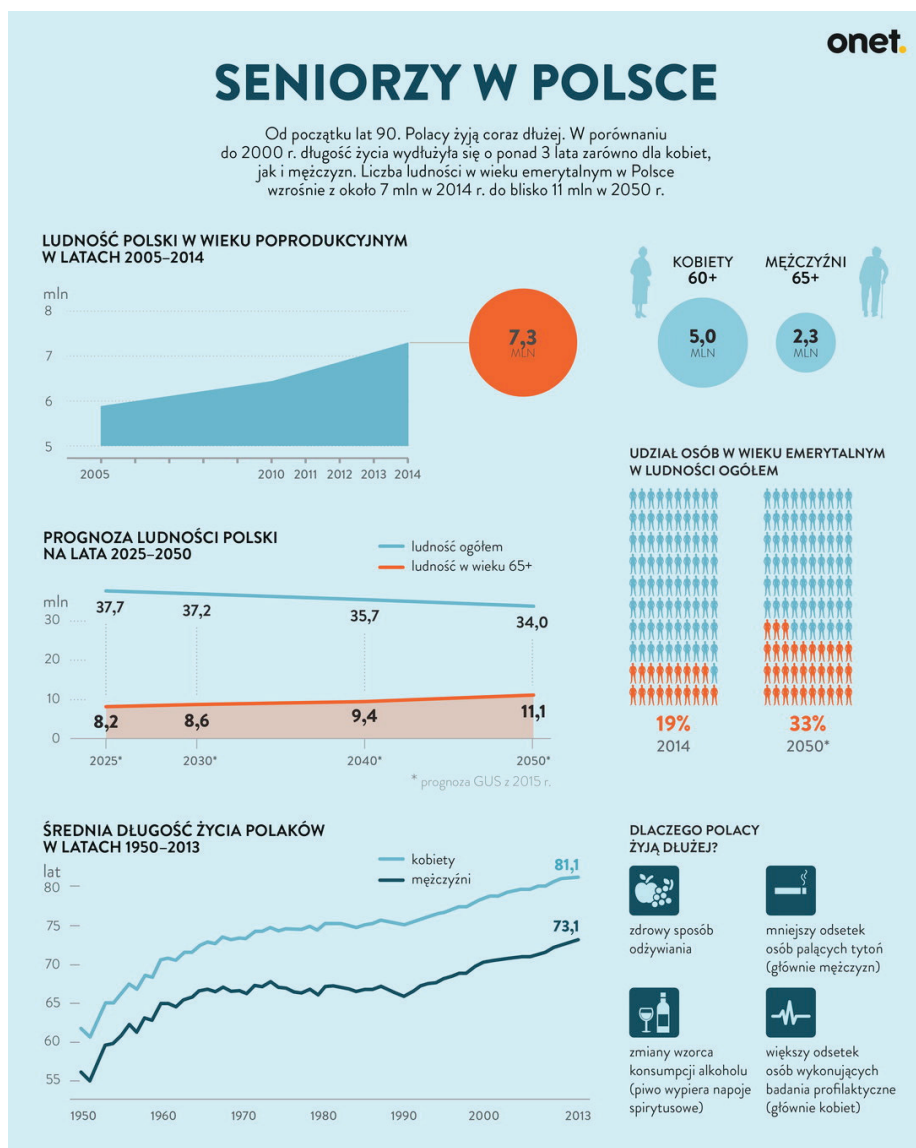 onet.
SENIORZY W POLSCE
Od początku lat 90. Polacy żyją coraz dłużej. W porównaniu
do 2000 r. długość życia wydłużyła się o ponad 3 lata zarówno dla kobiet,
jak i mężczyzn. Liczba ludności w wieku emerytalnym w Polsce
wzrośnie z około 7 mln w 2014 r. do blisko 11 mln w 2050 r.
LUDNOŚĆ POLSKI W WIEKU POPRODUKCYJNYM
W LATACH 2005–2014
mln
8
7
6
5
2005 2010 2011 2012 2013 2014
7,3
MLN
KOBIETY
60+
5,0
MLN
MĘŻCZYŹNI
65+
2,3
MLN
UDZIAŁ OSÓB W WIEKU EMERYTALNYM
W LUDNOŚCI OGÓŁEM
19%
2014
33%
2050*
PROGNOZA LUDNOŚCI POLSKI
NA LATA 2025–2050
ludność ogółem
ludność w wieku 65+
mln
30
20
10
0
37,7 37,2 35,7 34,0
8,2 8,6 9,4 11,1
2025* 2030* 2040* 2050*
* prognoza GUS z 2015 r.
ŚREDNIA DŁUGOŚĆ ŻYCIA POLAKÓW
W LATACH 1950–2013
kobiety
mężczyźni
lat
80
75
70
65
60
55
81,1
73,1
1950 1960 1970 1980 1990 2000 2013
DLACZEGO POLACY
ŻYJĄ DŁUŻEJ?
zdrowy sposób
odżywiania
mniejszy odsetek
osób palących tytoń
(głównie mężczyzn)
zmiany wzorca
konsumpcji alkoholu
(piwo wypiera napoje
spirytusowe)
większy odsetek
osób wykonujących
badania profilaktyczne
(głównie kobiet)